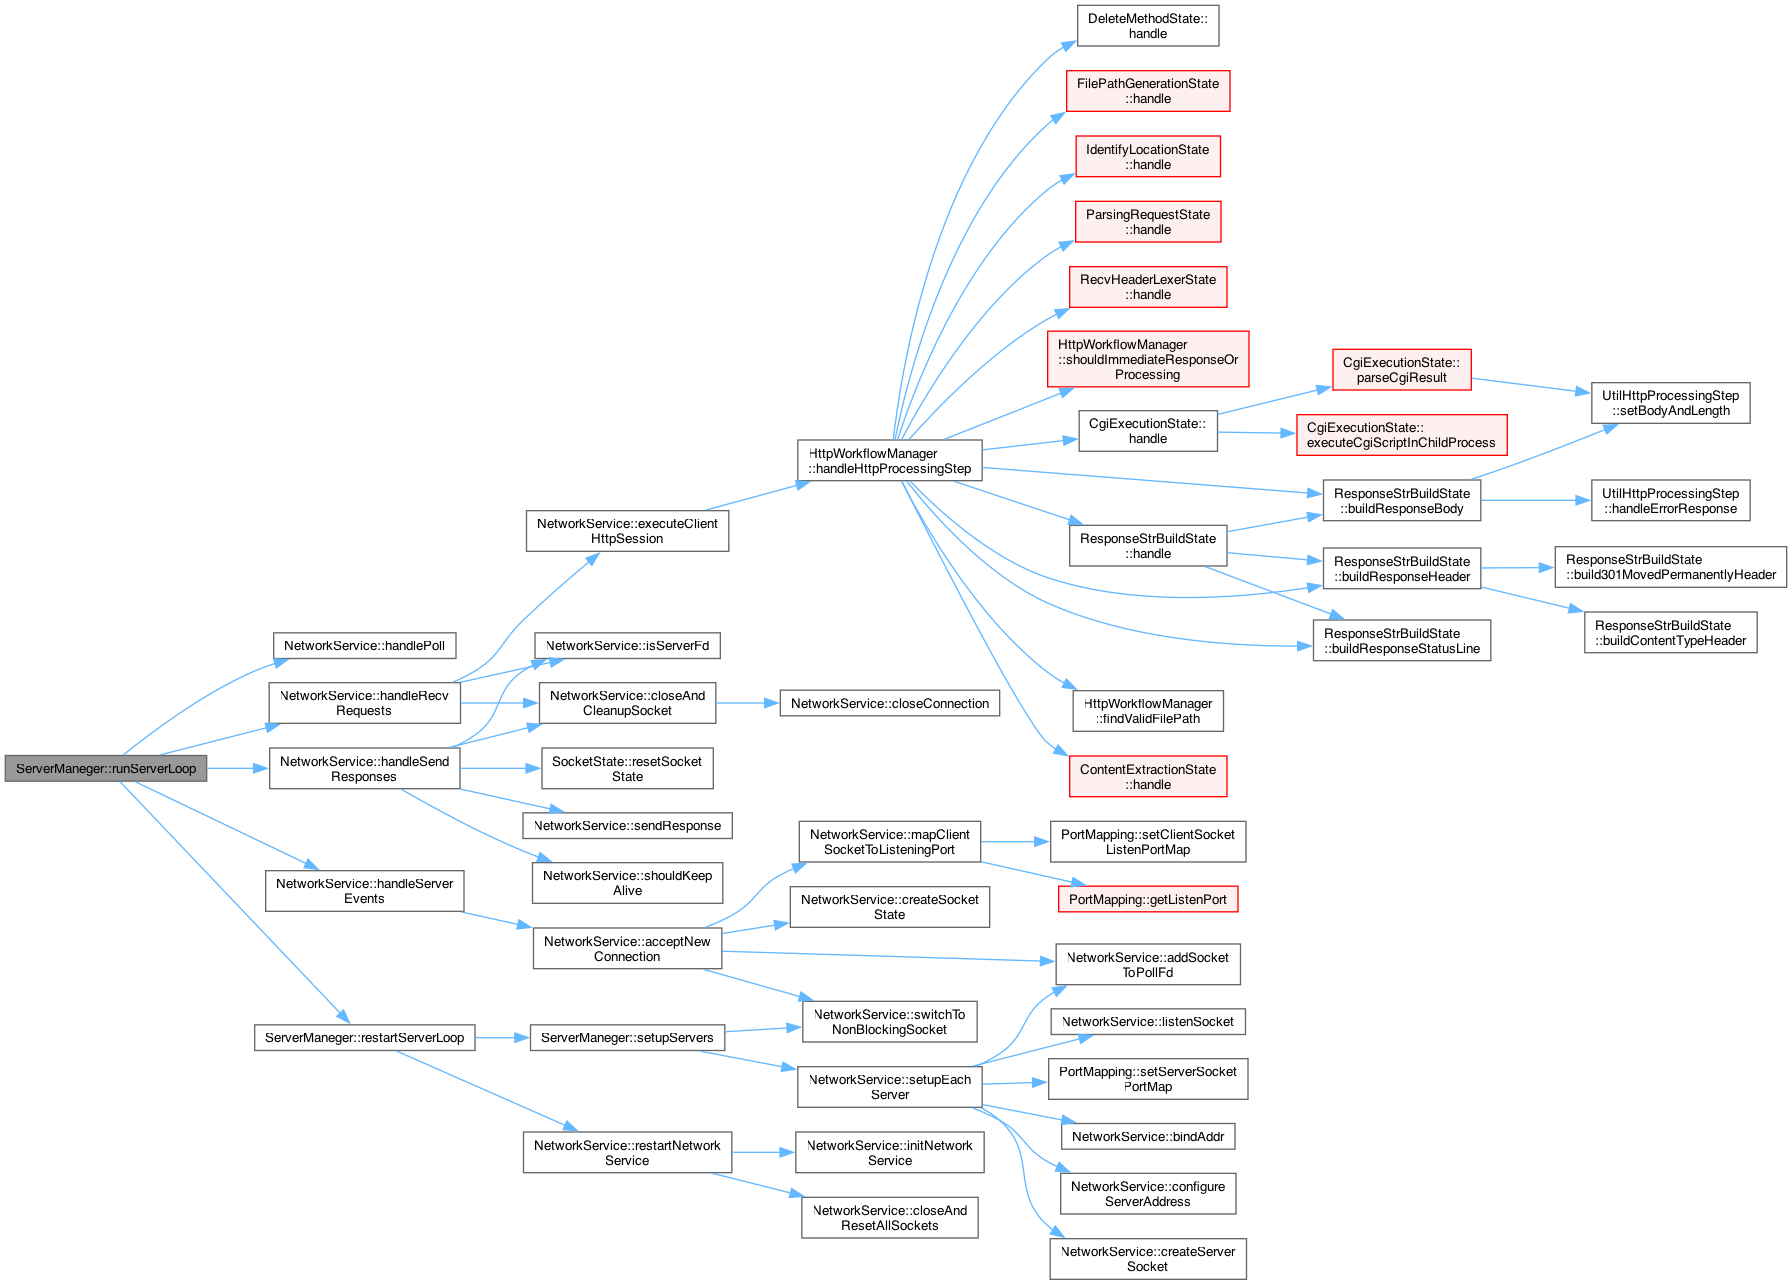 DeleteMethodState::
handle
FilePathGenerationState
::handle
IdentifyLocationState
::handle
ParsingRequestState
::handle
RecvHeaderLexerState
::handle
HttpWorkflowManager
::shouldImmediateResponseOr
Processing
CgiExecutionState::
parseCgiResult
UtilHttpProcessingStep
::setBodyAndLength
CgiExecutionState::
handle
CgiExecutionState::
executeCgiScriptInChildProcess
HttpWorkflowManager
::handleHttpProcessingStep
ResponseStrBuildState
::buildResponseBody
UtilHttpProcessingStep
::handleErrorResponse
NetworkService::executeClient
HttpSession
ResponseStrBuildState
::handle
ResponseStrBuildState
::buildResponseHeader
ResponseStrBuildState
::build301MovedPermanentlyHeader
ResponseStrBuildState
::buildContentTypeHeader
ResponseStrBuildState
::buildResponseStatusLine
NetworkService::handlePoll
NetworkService::isServerFd
NetworkService::handleRecv
Requests
NetworkService::closeAnd
CleanupSocket
NetworkService::closeConnection
HttpWorkflowManager
::findValidFilePath
ServerManeger::runServerLoop
NetworkService::handleSend
Responses
SocketState::resetSocket
State
ContentExtractionState
::handle
NetworkService::sendResponse
NetworkService::shouldKeep
Alive
NetworkService::mapClient
SocketToListeningPort
PortMapping::setClientSocket
ListenPortMap
PortMapping::getListenPort
NetworkService::handleServer
Events
NetworkService::createSocket
State
NetworkService::acceptNew
Connection
NetworkService::addSocket
ToPollFd
NetworkService::switchTo
NonBlockingSocket
NetworkService::listenSocket
ServerManeger::restartServerLoop
ServerManeger::setupServers
NetworkService::setupEach
Server
PortMapping::setServerSocket
PortMap
NetworkService::bindAddr
NetworkService::restartNetwork
Service
NetworkService::initNetwork
Service
NetworkService::configure
ServerAddress
NetworkService::closeAnd
ResetAllSockets
NetworkService::createServer
Socket